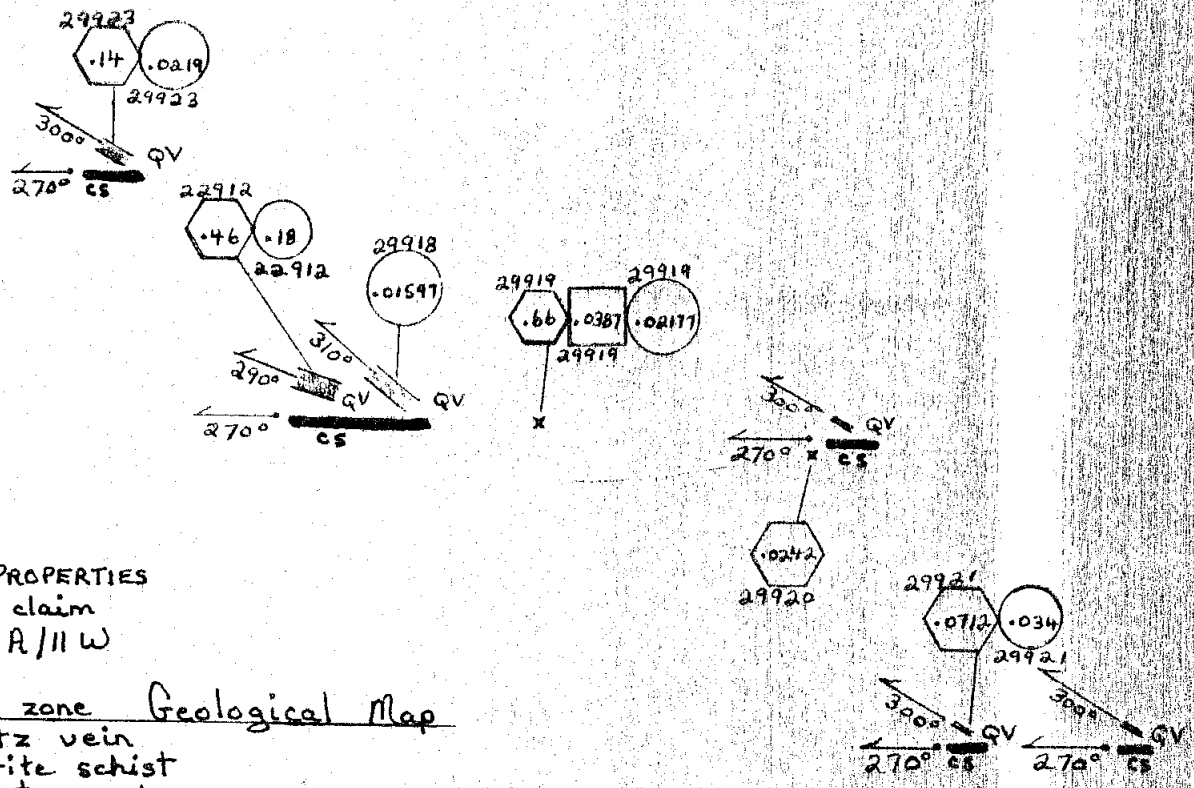 29923
.14
.0219
29923
300°
QV
270°
cs
22912
.46
.18
22912
29918
.01597
310°
290°
QV
QV
270°
cs
29919
29919
.66
.0387
.02177
29919
x
300°
QV
270°
x
cs
.0242
29920
29921
.0712
.034
29921
300°
QV
270°
cs
300°
QV
270°
cs
PROPERTIES
claim
A/11 W
zone Geological Map
tz vein
ite schist